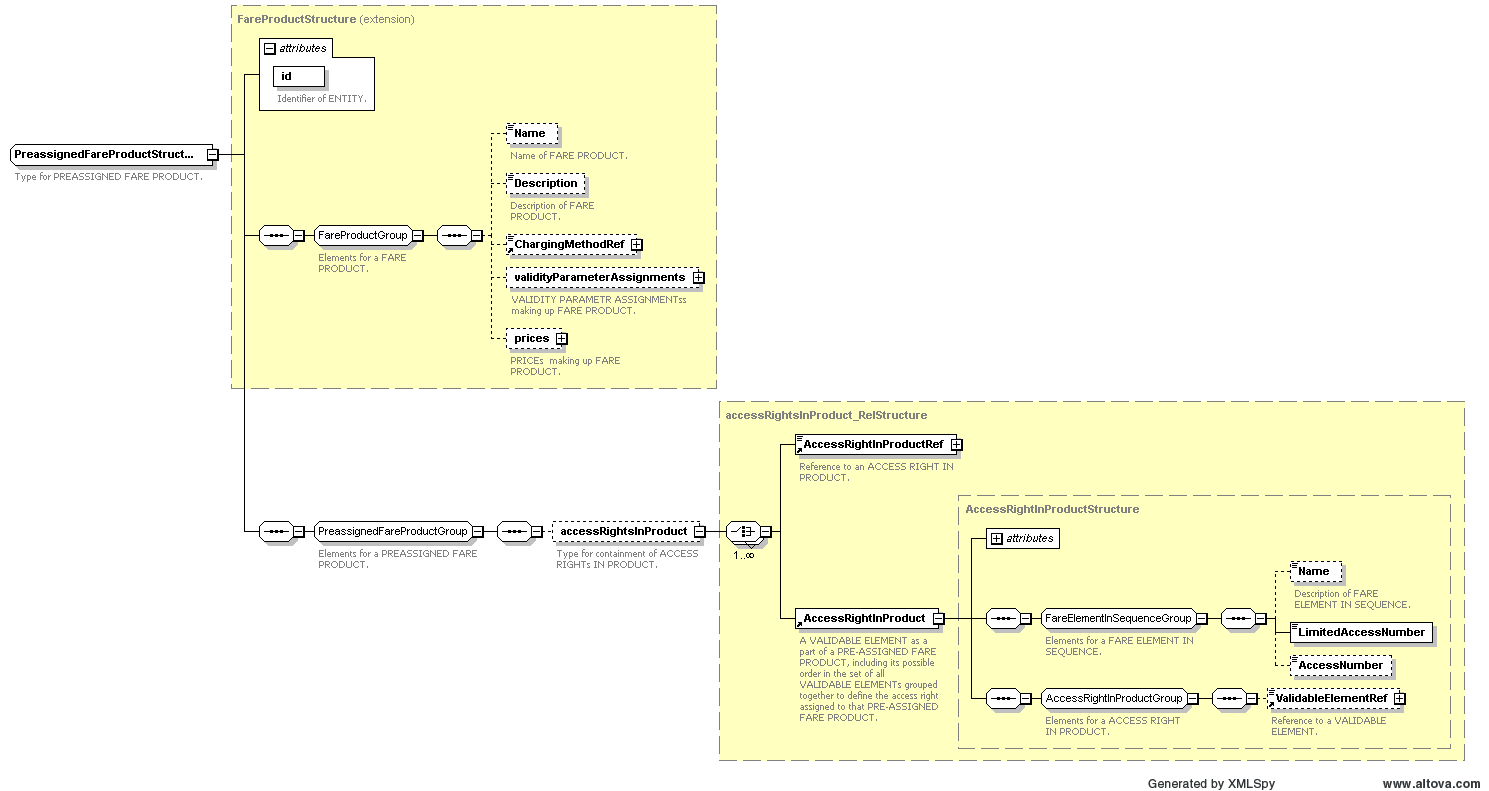 FareProductStructure (extension)
attributes
id
Identifier of ENTITY.
PreassignedFareProductStruct...
Type for PREASSIGNED FARE PRODUCT.
FareProductGroup
Elements for a FARE
PRODUCT.
Name
Name of FARE PRODUCT.
Description
Description of FARE
PRODUCT.
ChargingMethodRef
validityParameterAssignments
VALIDITY PARAMETR ASSIGNMENTss
making up FARE PRODUCT.
prices
PRICEs making up FARE
PRODUCT.
PreassignedFareProductGroup
Elements for a PREASSIGNED FARE
PRODUCT.
accessRightsInProduct
Type for containment of ACCESS
RIGHTs IN PRODUCT.
1..∞
accessRightsInProduct_RelStructure
AccessRightInProductRef
Reference to an ACCESS RIGHT IN
PRODUCT.
AccessRightInProduct
A VALIDABLE ELEMENT as a
part of a PRE-ASSIGNED FARE
PRODUCT, including its possible
order in the set of all
VALIDABLE ELEMENTs grouped
together to define the access right
assigned to that PRE-ASSIGNED
FARE PRODUCT.
AccessRightInProductStructure
attributes
FareElementInSequenceGroup
Elements for a FARE ELEMENT IN
SEQUENCE.
Name
Description of FARE
ELEMENT IN SEQUENCE.
LimitedAccessNumber
AccessNumber
AccessRightInProductGroup
Elements for a ACCESS RIGHT
IN PRODUCT.
ValidableElementRef
Reference to a VALIDABLE
ELEMENT.
Generated by XMLSpy
www.altova.com